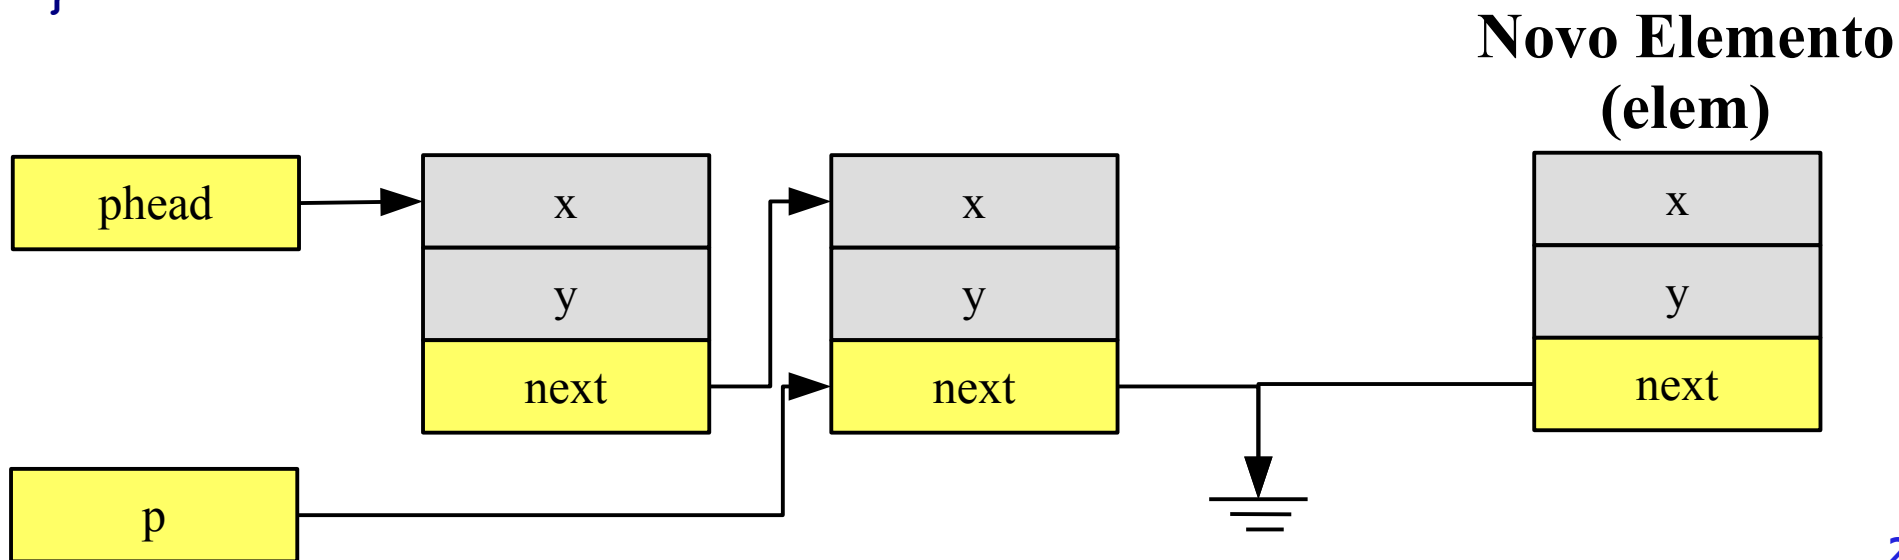 }
Novo Elemento
(elem)
phead
x
x
x
y
y
y
next
next
next
p